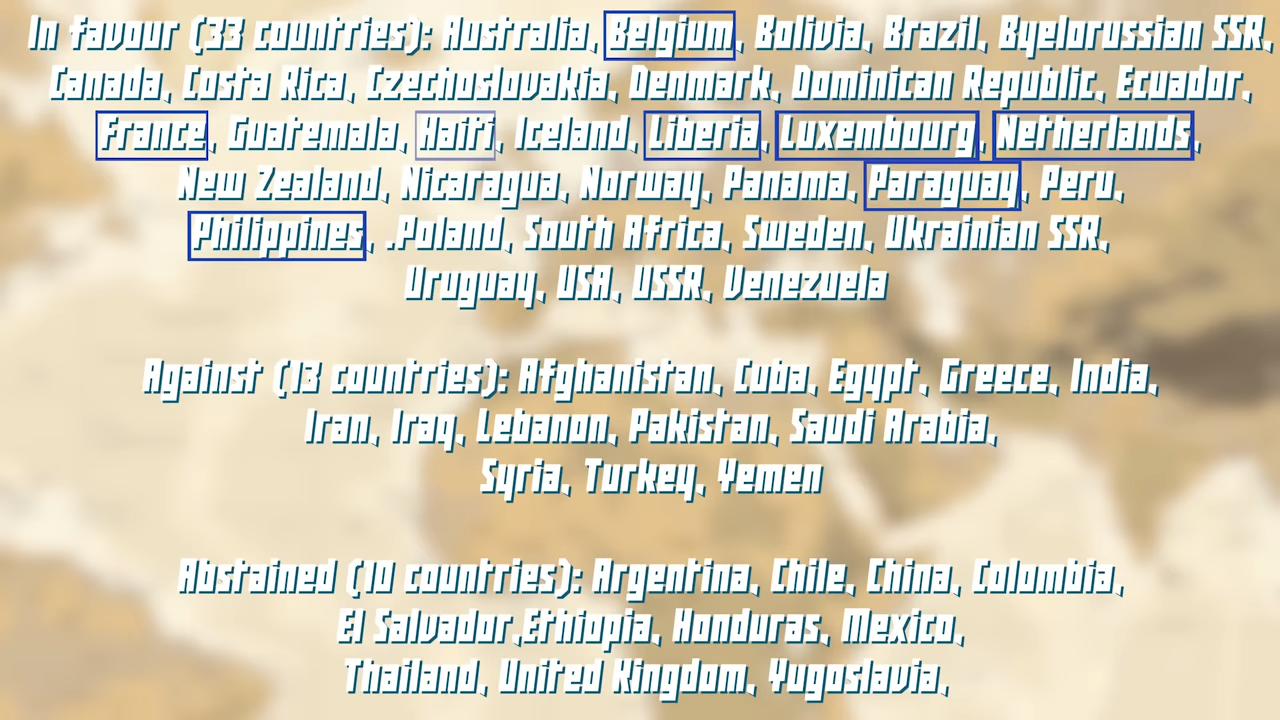 In favour (33 countries): Australia, Belgium, Bolivia, Brazil, Byelorussian SSR,
Canada, Costa Rica, Czechoslovakia, Denmark, Dominican Republic, Ecuador,
France, Guatemala, Haiti, Iceland, Liberia, Luxembourg, Netherlands,
New Zealand, Nicaragua, Norway, Panama, Paraguay, Peru,
Philippines, .Poland, South Africa, Sweden, Ukrainian SSR,
Uruguay, USA, USSR, Venezuela
Against (13 countries): Afghanistan, Cuba, Egypt, Greece, India,
Iran, Iraq, Lebanon, Pakistan, Saudi Arabia,
Syria, Turkey, Yemen
Abstained (10 countries): Argentina, Chile, China, Colombia,
El Salvador,Ethiopia, Honduras, Mexico,
Thailand, United Kingdom, Yugoslavia,